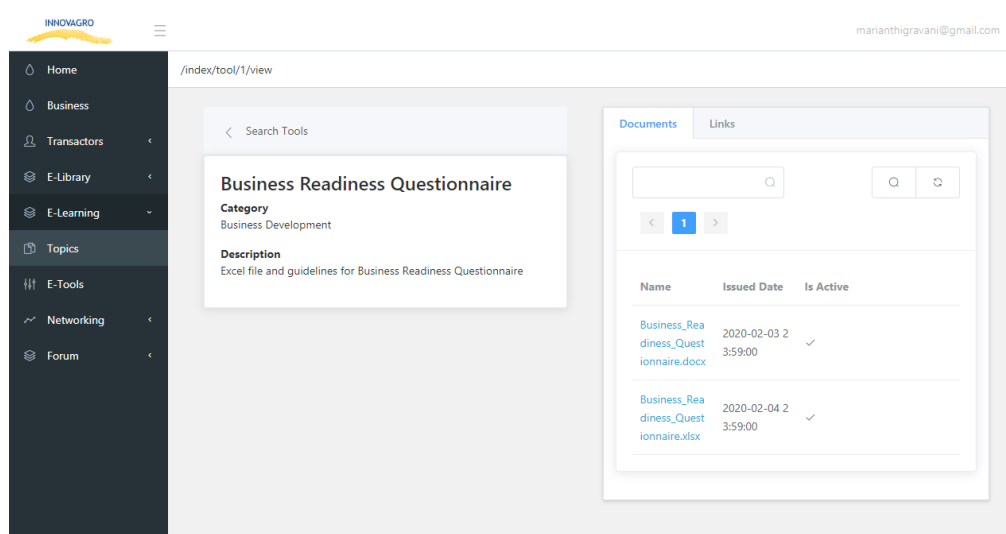 INNOVAGRO
marianthigravani@gmail.com
Home
Business
Transactors
E-Library
E-Learning
Topics
E-Tools
Networking
Forum
/index/tool/1/view
Search Tools
Business Readiness Questionnaire
Category
Business Development
Description
Excel file and guidelines for Business Readiness Questionnaire
Documents Links
1
Name Issued Date Is Active
Business_Rea
diness_Quest
ionnaire.docx
2020-02-03 2
3:59:00
Business_Rea
diness_Quest
ionnaire.xlsx
2020-02-04 2
3:59:00